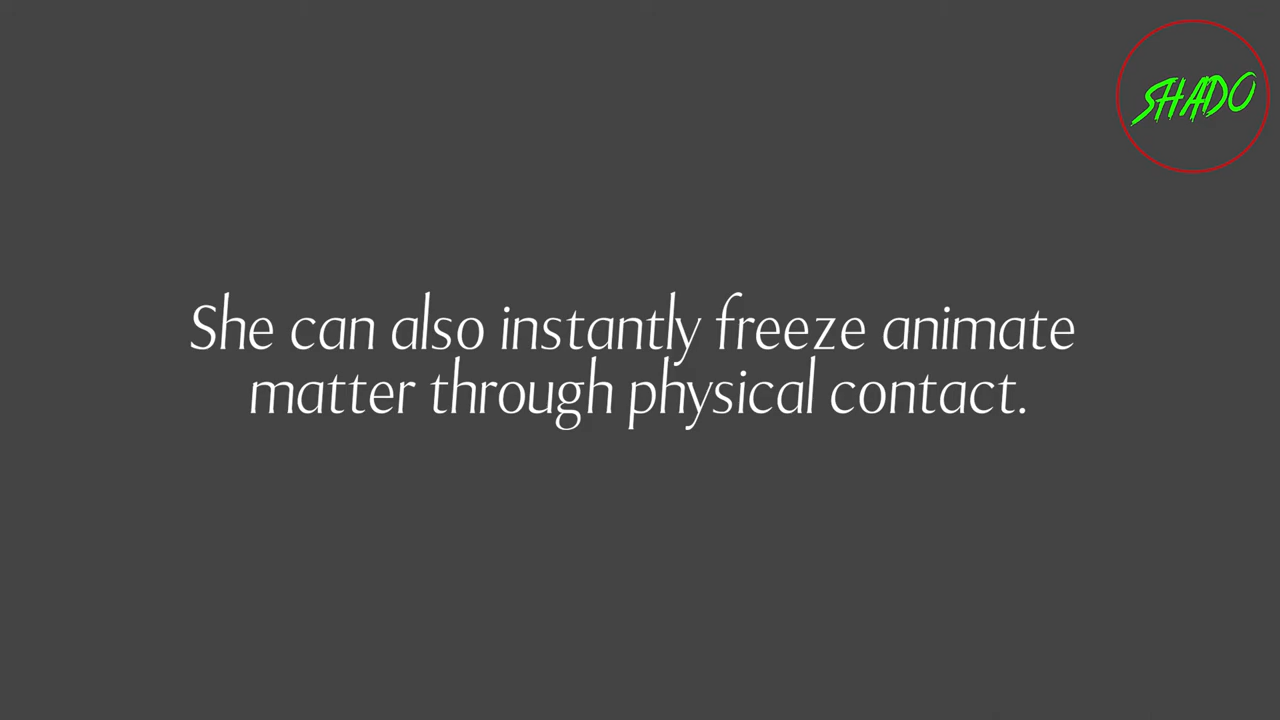 SHADO
She can also instantly freeze animate
matter through physical contact.